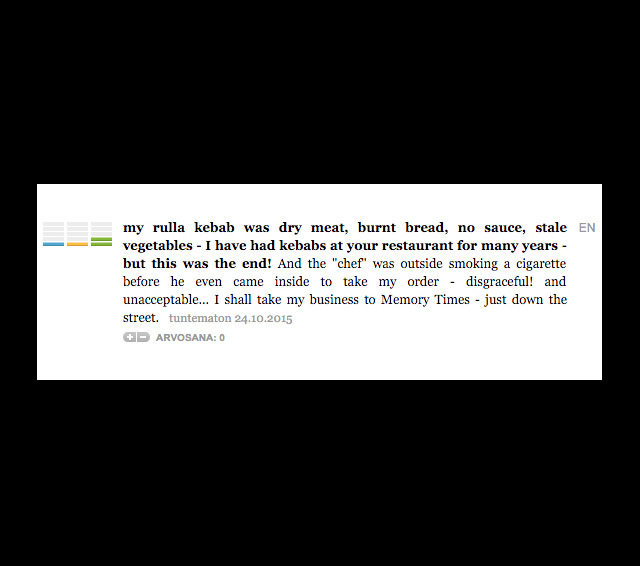 my rulla kebab was dry meat, burnt bread, no sauce, stale EN
vegetables - I have had kebabs at your restaurant for many years -
but this was the end! And the "chef" was outside smoking a cigarette
before he even came inside to take my order - disgraceful! and
unacceptable... I shall take my business to Memory Times - just down the
street. tuntematon 24.10.2015
ARVOSANA: 0